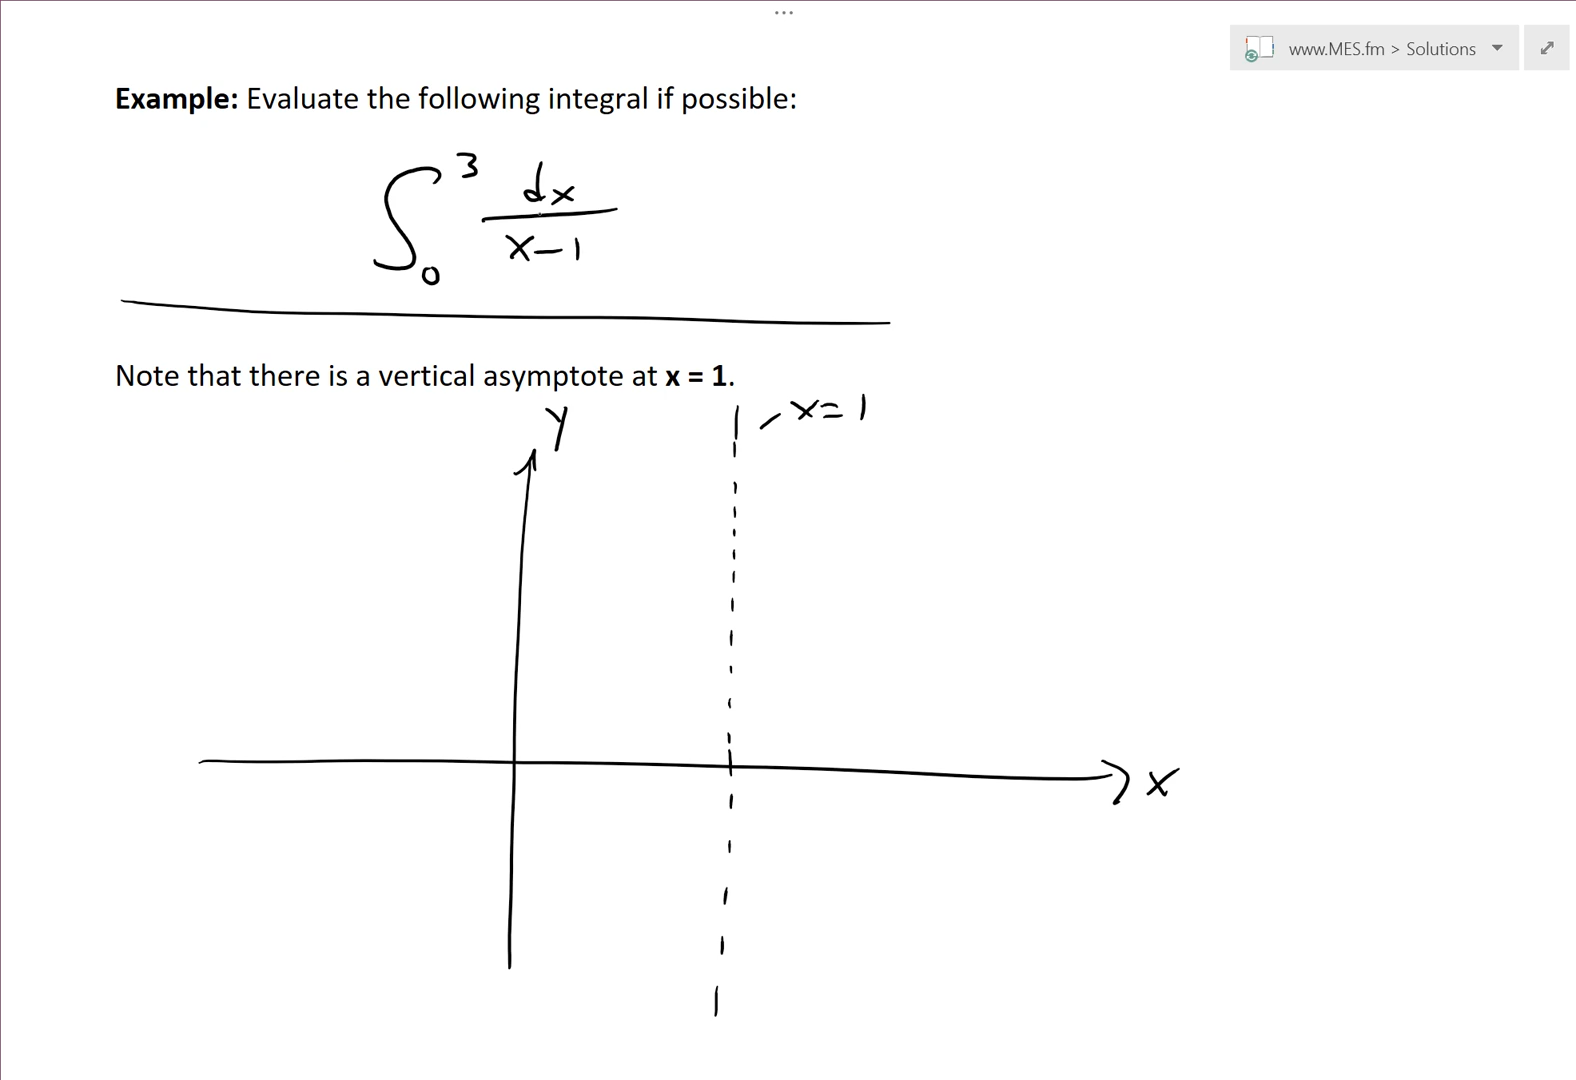 ...
www.MES.fm > Solutions
Example: Evaluate the following integral if possible:
∫₀³ dx/(x-1)
Note that there is a vertical asymptote at x = 1.
y
x=1
x